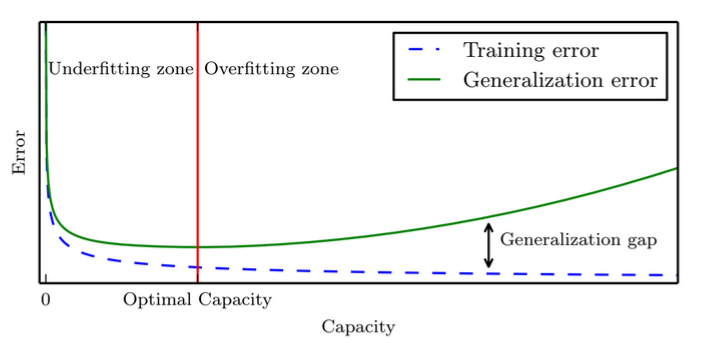 Training error
Generalization error
Underfitting zone
Overfitting zone
Error
Generalization gap
0
Optimal Capacity
Capacity